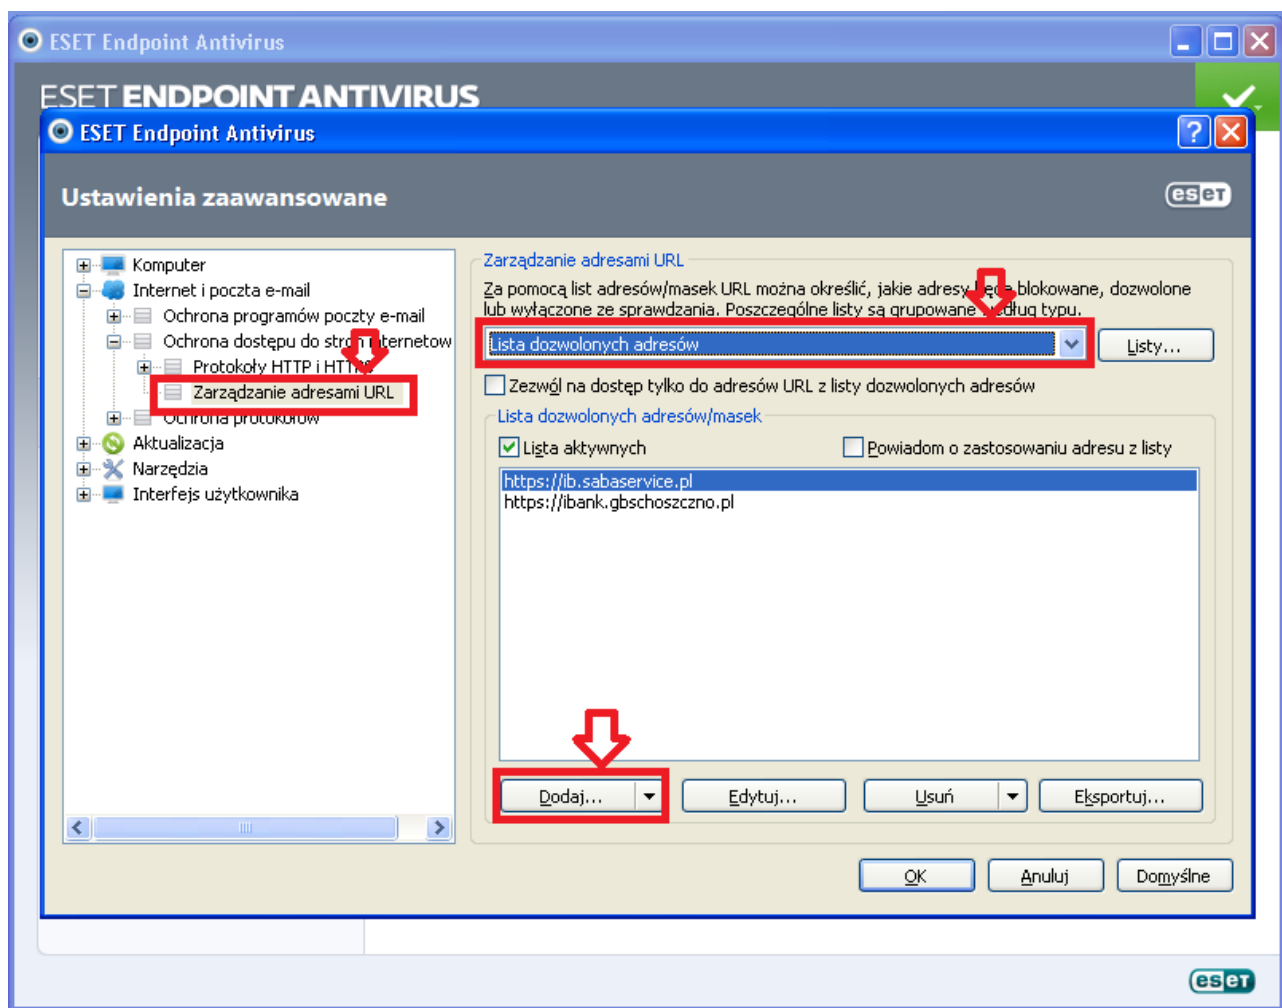 ESET Endpoint Antivirus
ESET ENDPOINT ANTIVIRUS
ESET Endpoint Antivirus
Ustawienia zaawansowane
eset
Komputer
Internet i poczta e-mail
Ochrona programów poczty e-mail
Ochrona dostępu do stron internetow
Protokoły HTTP i HTTPS
Zarządzanie adresami URL
Ochrona protokołów
Aktualizacja
Narzędzia
Interfejs użytkownika
Zarządzanie adresami URL
Za pomocą list adresów/masek URL można określić, jakie adresy będą blokowane, dozwolone
lub wyłączone ze sprawdzania. Poszczególne listy są grupowane według typu.
Lista dozwolonych adresów
Listy...
Zezwól na dostęp tylko do adresów URL z listy dozwolonych adresów
Lista dozwolonych adresów/masek
Lista aktywnych
Powiadom o zastosowaniu adresu z listy
https://ib.sabaservice.pl
https://ibank.gbschoszczno.pl
Dodaj...
Edytuj...
Usuń
Eksportuj...
OK
Anuluj
Domyślne
eset